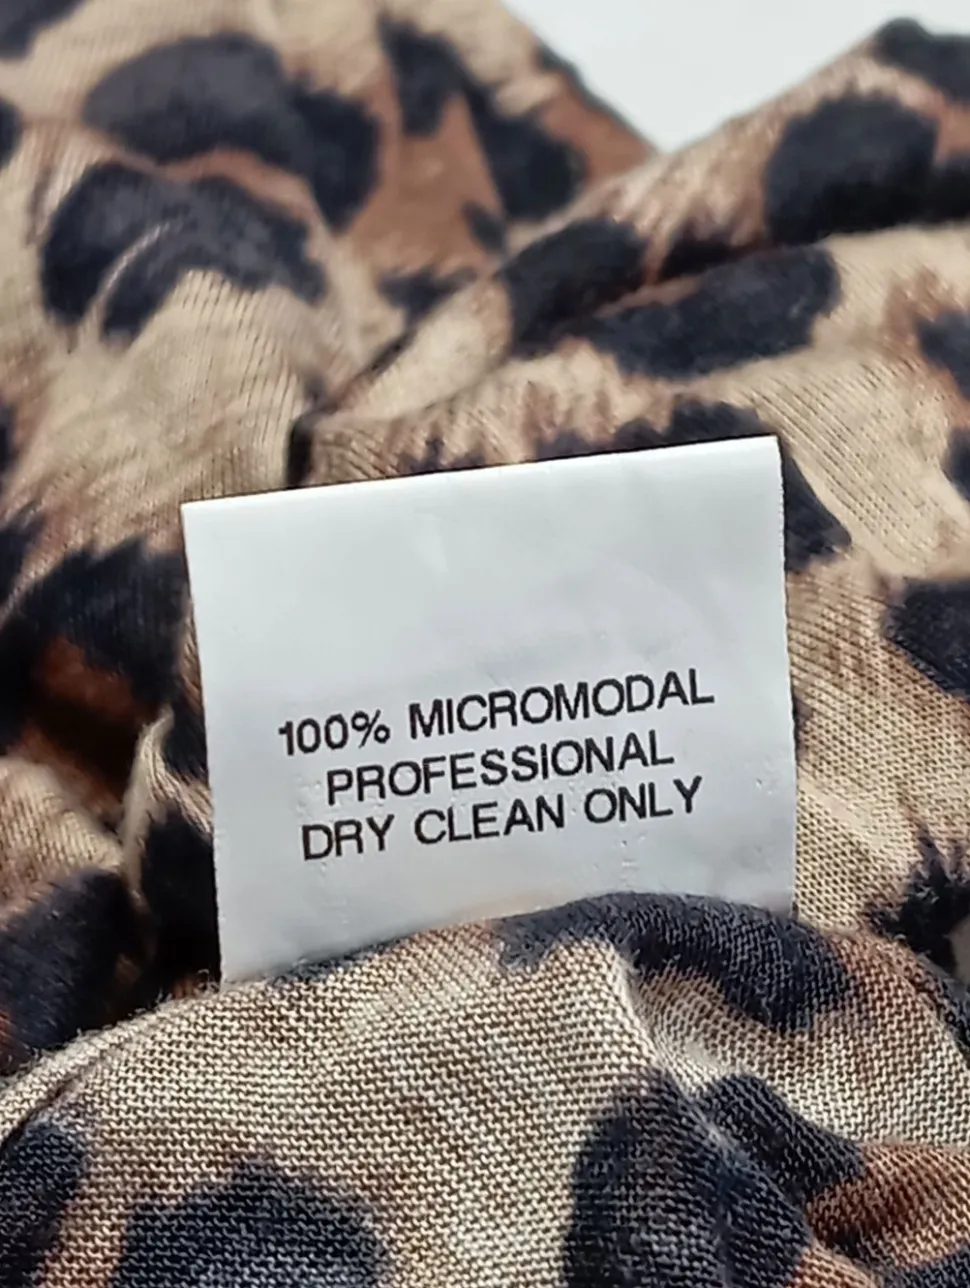 100% MICROMODAL
PROFESSIONAL
DRY CLEAN ONLY